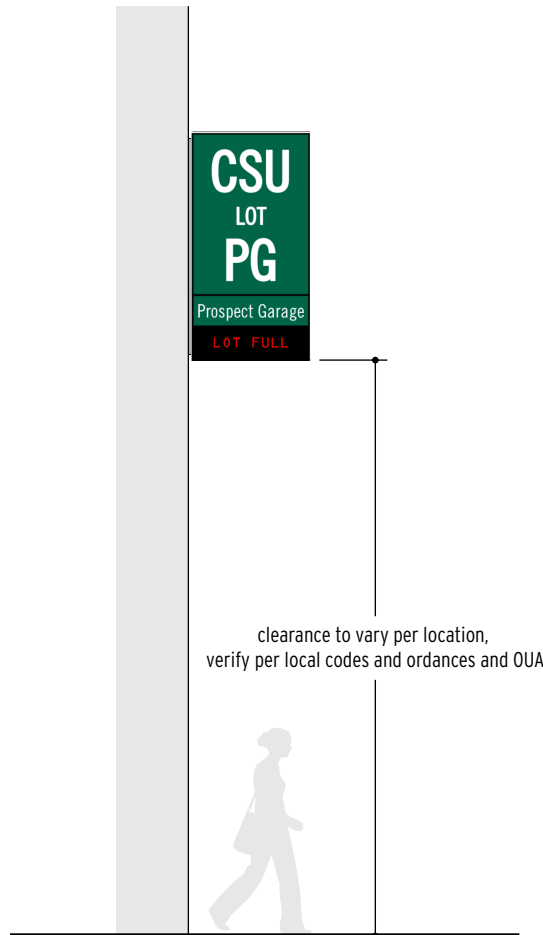 CSU
LOT
PG
Prospect Garage
LOT FULL
clearance to vary per location,
verify per local codes and ordances and OUA